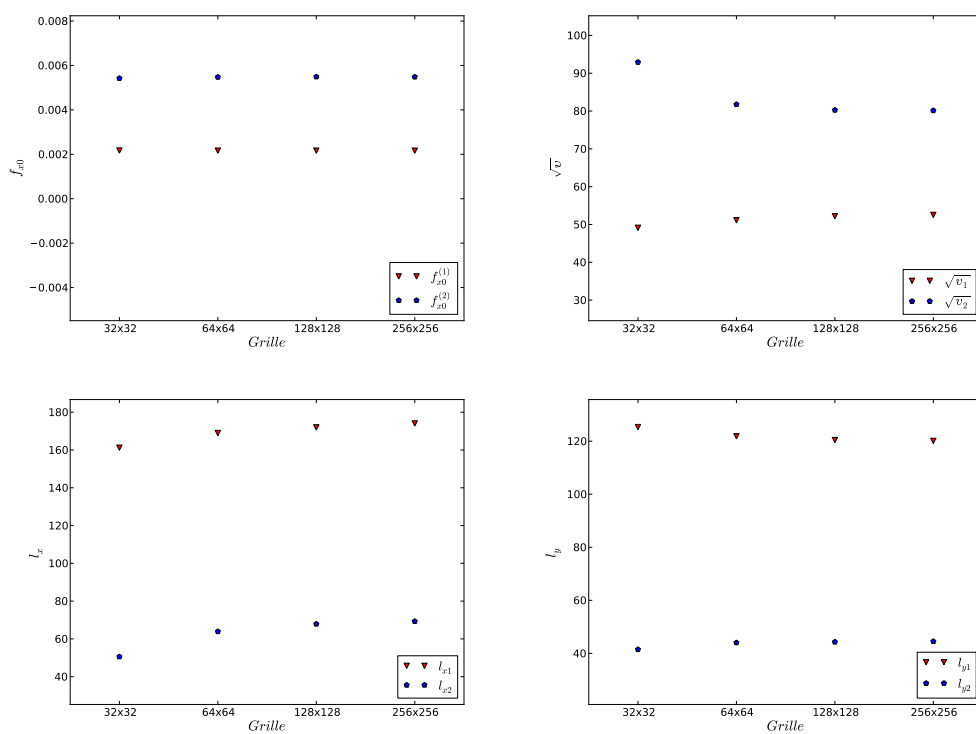 0.008
0.006
0.004
0.002
0.000
−0.002
−0.004
f_{x0}
32x32 64x64 128x128 256x256
Grille
f_{x0}^{(1)}
f_{x0}^{(2)}
100
90
80
70
60
50
40
30
√v
32x32 64x64 128x128 256x256
Grille
√v_1
√v_2
180
160
140
120
100
80
60
40
l_x
32x32 64x64 128x128 256x256
Grille
l_{x1}
l_{x2}
120
100
80
60
40
l_y
32x32 64x64 128x128 256x256
Grille
l_{y1}
l_{y2}